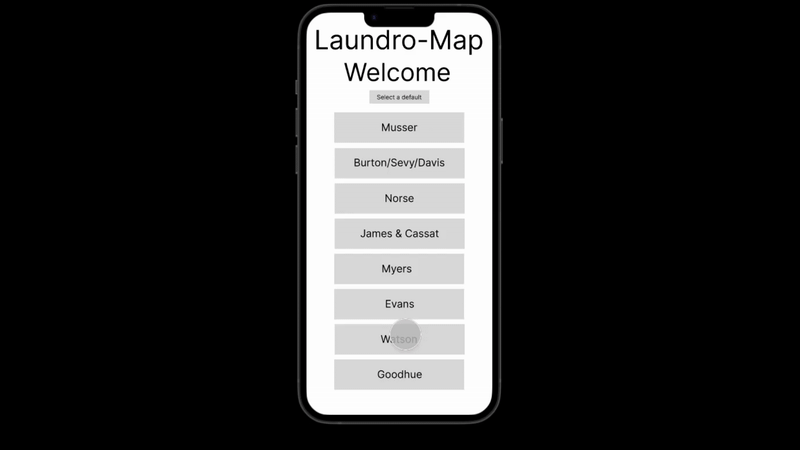 Laundro-Map
Welcome
Select a default
Musser
Burton/Sevy/Davis
Norse
James & Cassat
Myers
Evans
Watson
Goodhue